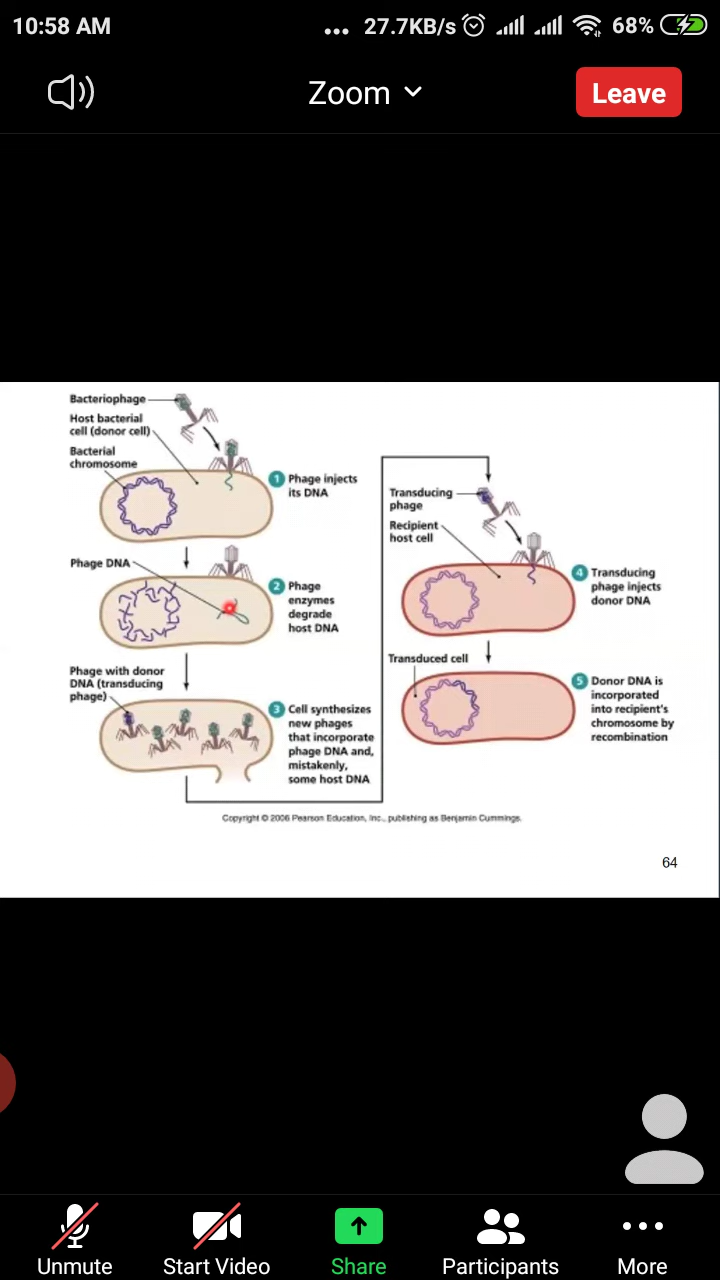 10:58 AM
... 27.7KB/s 68%
Zoom
Leave
Bacteriophage
Host bacterial
cell (donor cell)
Bacterial
chromosome
1 Phage injects
its DNA
Phage DNA
2 Phage
enzymes
degrade
host DNA
Phage with donor
DNA (transducing
phage)
3 Cell synthesizes
new phages
that incorporate
phage DNA and,
mistakenly,
some host DNA
Transducing
phage
Recipient
host cell
4 Transducing
phage injects
donor DNA
Transduced cell
5 Donor DNA is
incorporated
into recipient's
chromosome by
recombination
Copyright © 2006 Pearson Education, Inc., publishing as Benjamin Cummings.
64
Unmute
Start Video
Share
Participants
More